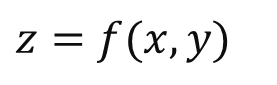 z = f(x, y)